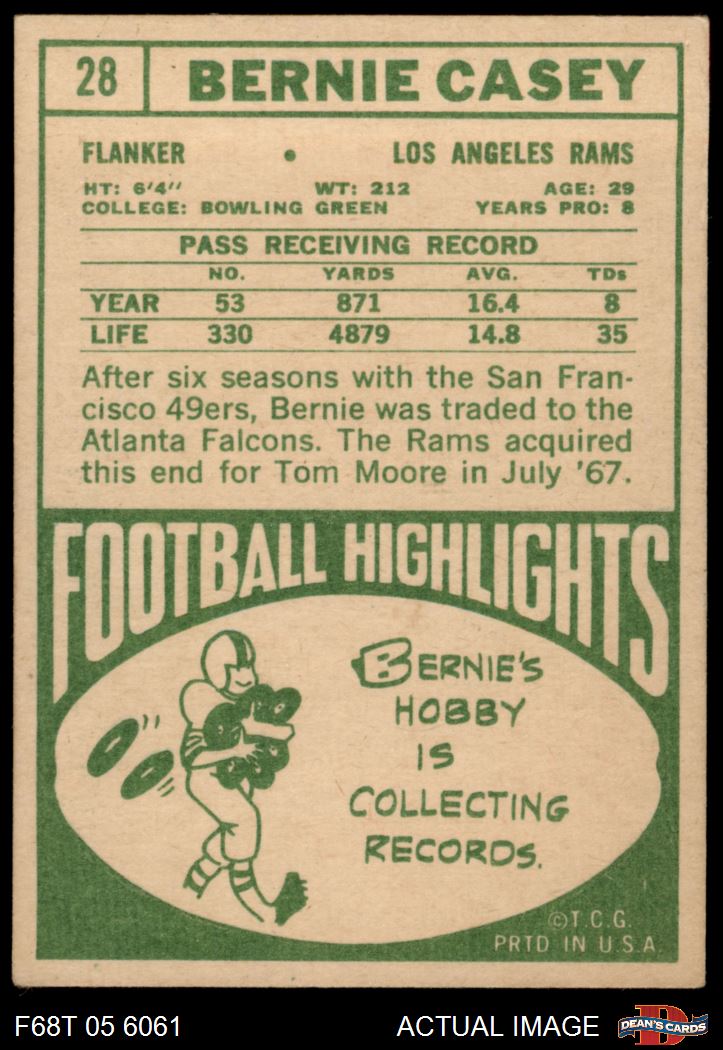 28 BERNIE CASEY
FLANKER • LOS ANGELES RAMS
HT: 6'4" WT: 212 AGE: 29
COLLEGE: BOWLING GREEN YEARS PRO: 8
PASS RECEIVING RECORD
NO. YARDS AVG. TDs
YEAR 53 871 16.4 8
LIFE 330 4879 14.8 35
After six seasons with the San Fran-
cisco 49ers, Bernie was traded to the
Atlanta Falcons. The Rams acquired
this end for Tom Moore in July '67.
FOOTBALL HIGHLIGHTS
BERNIE'S
HOBBY
IS
COLLECTING
RECORDS.
©T.C.G.
PRTD IN U.S.A.
F68T 05 6061 ACTUAL IMAGE D DEAN'S CARDS